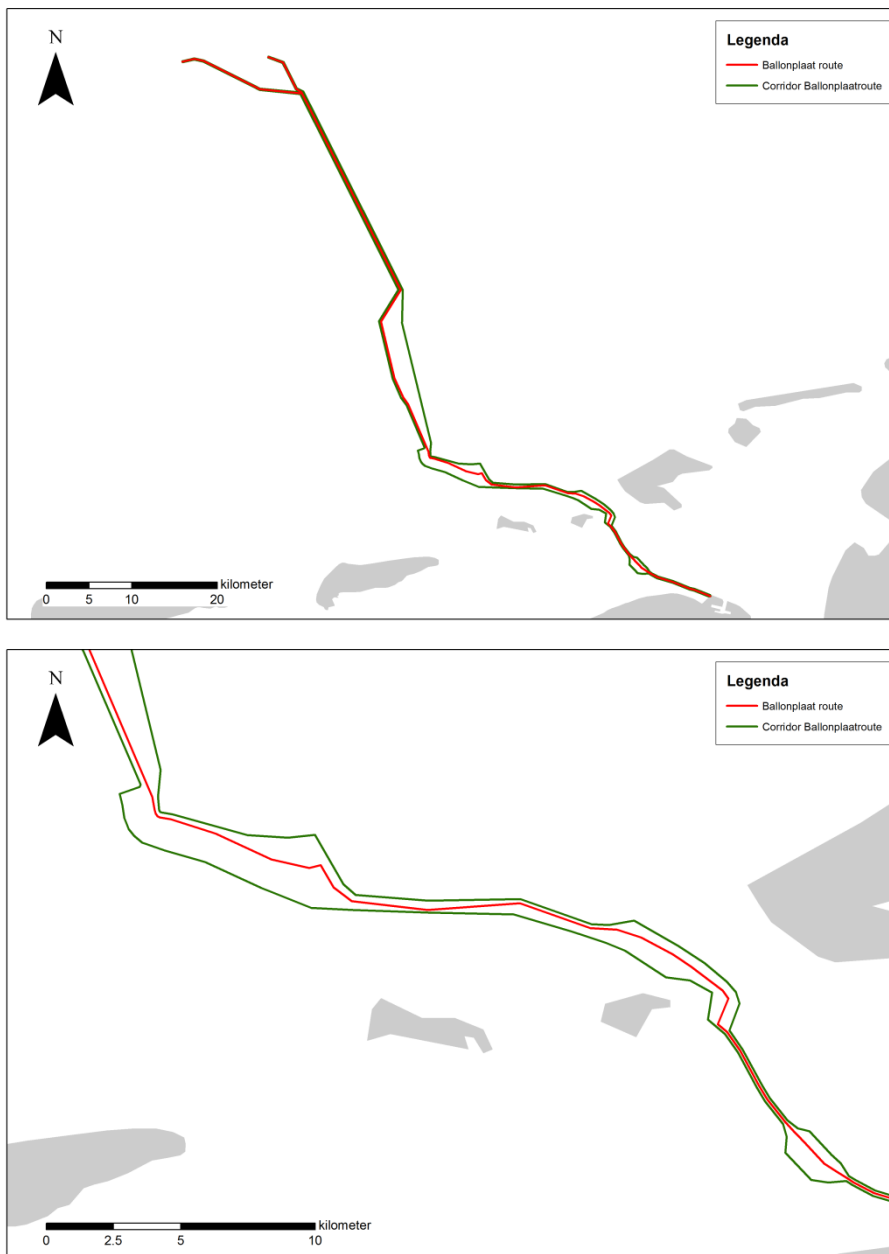 N
Legenda
Ballonplaat route
Corridor Ballonplaatroute
kilometer
0 5 10 20
N
Legenda
Ballonplaat route
Corridor Ballonplaatroute
kilometer
0 2.5 5 10